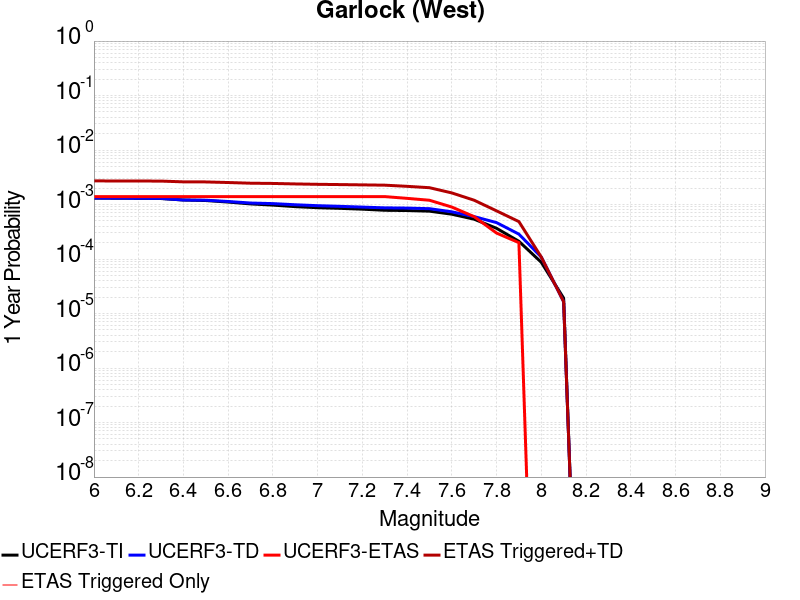 Garlock (West)
10^0
10^-1
10^-2
10^-3
10^-4
10^-5
10^-6
10^-7
10^-8
1 Year Probability
6 6.2 6.4 6.6 6.8 7 7.2 7.4 7.6 7.8 8 8.2 8.4 8.6 8.8 9
Magnitude
UCERF3-TI UCERF3-TD UCERF3-ETAS ETAS Triggered+TD
ETAS Triggered Only